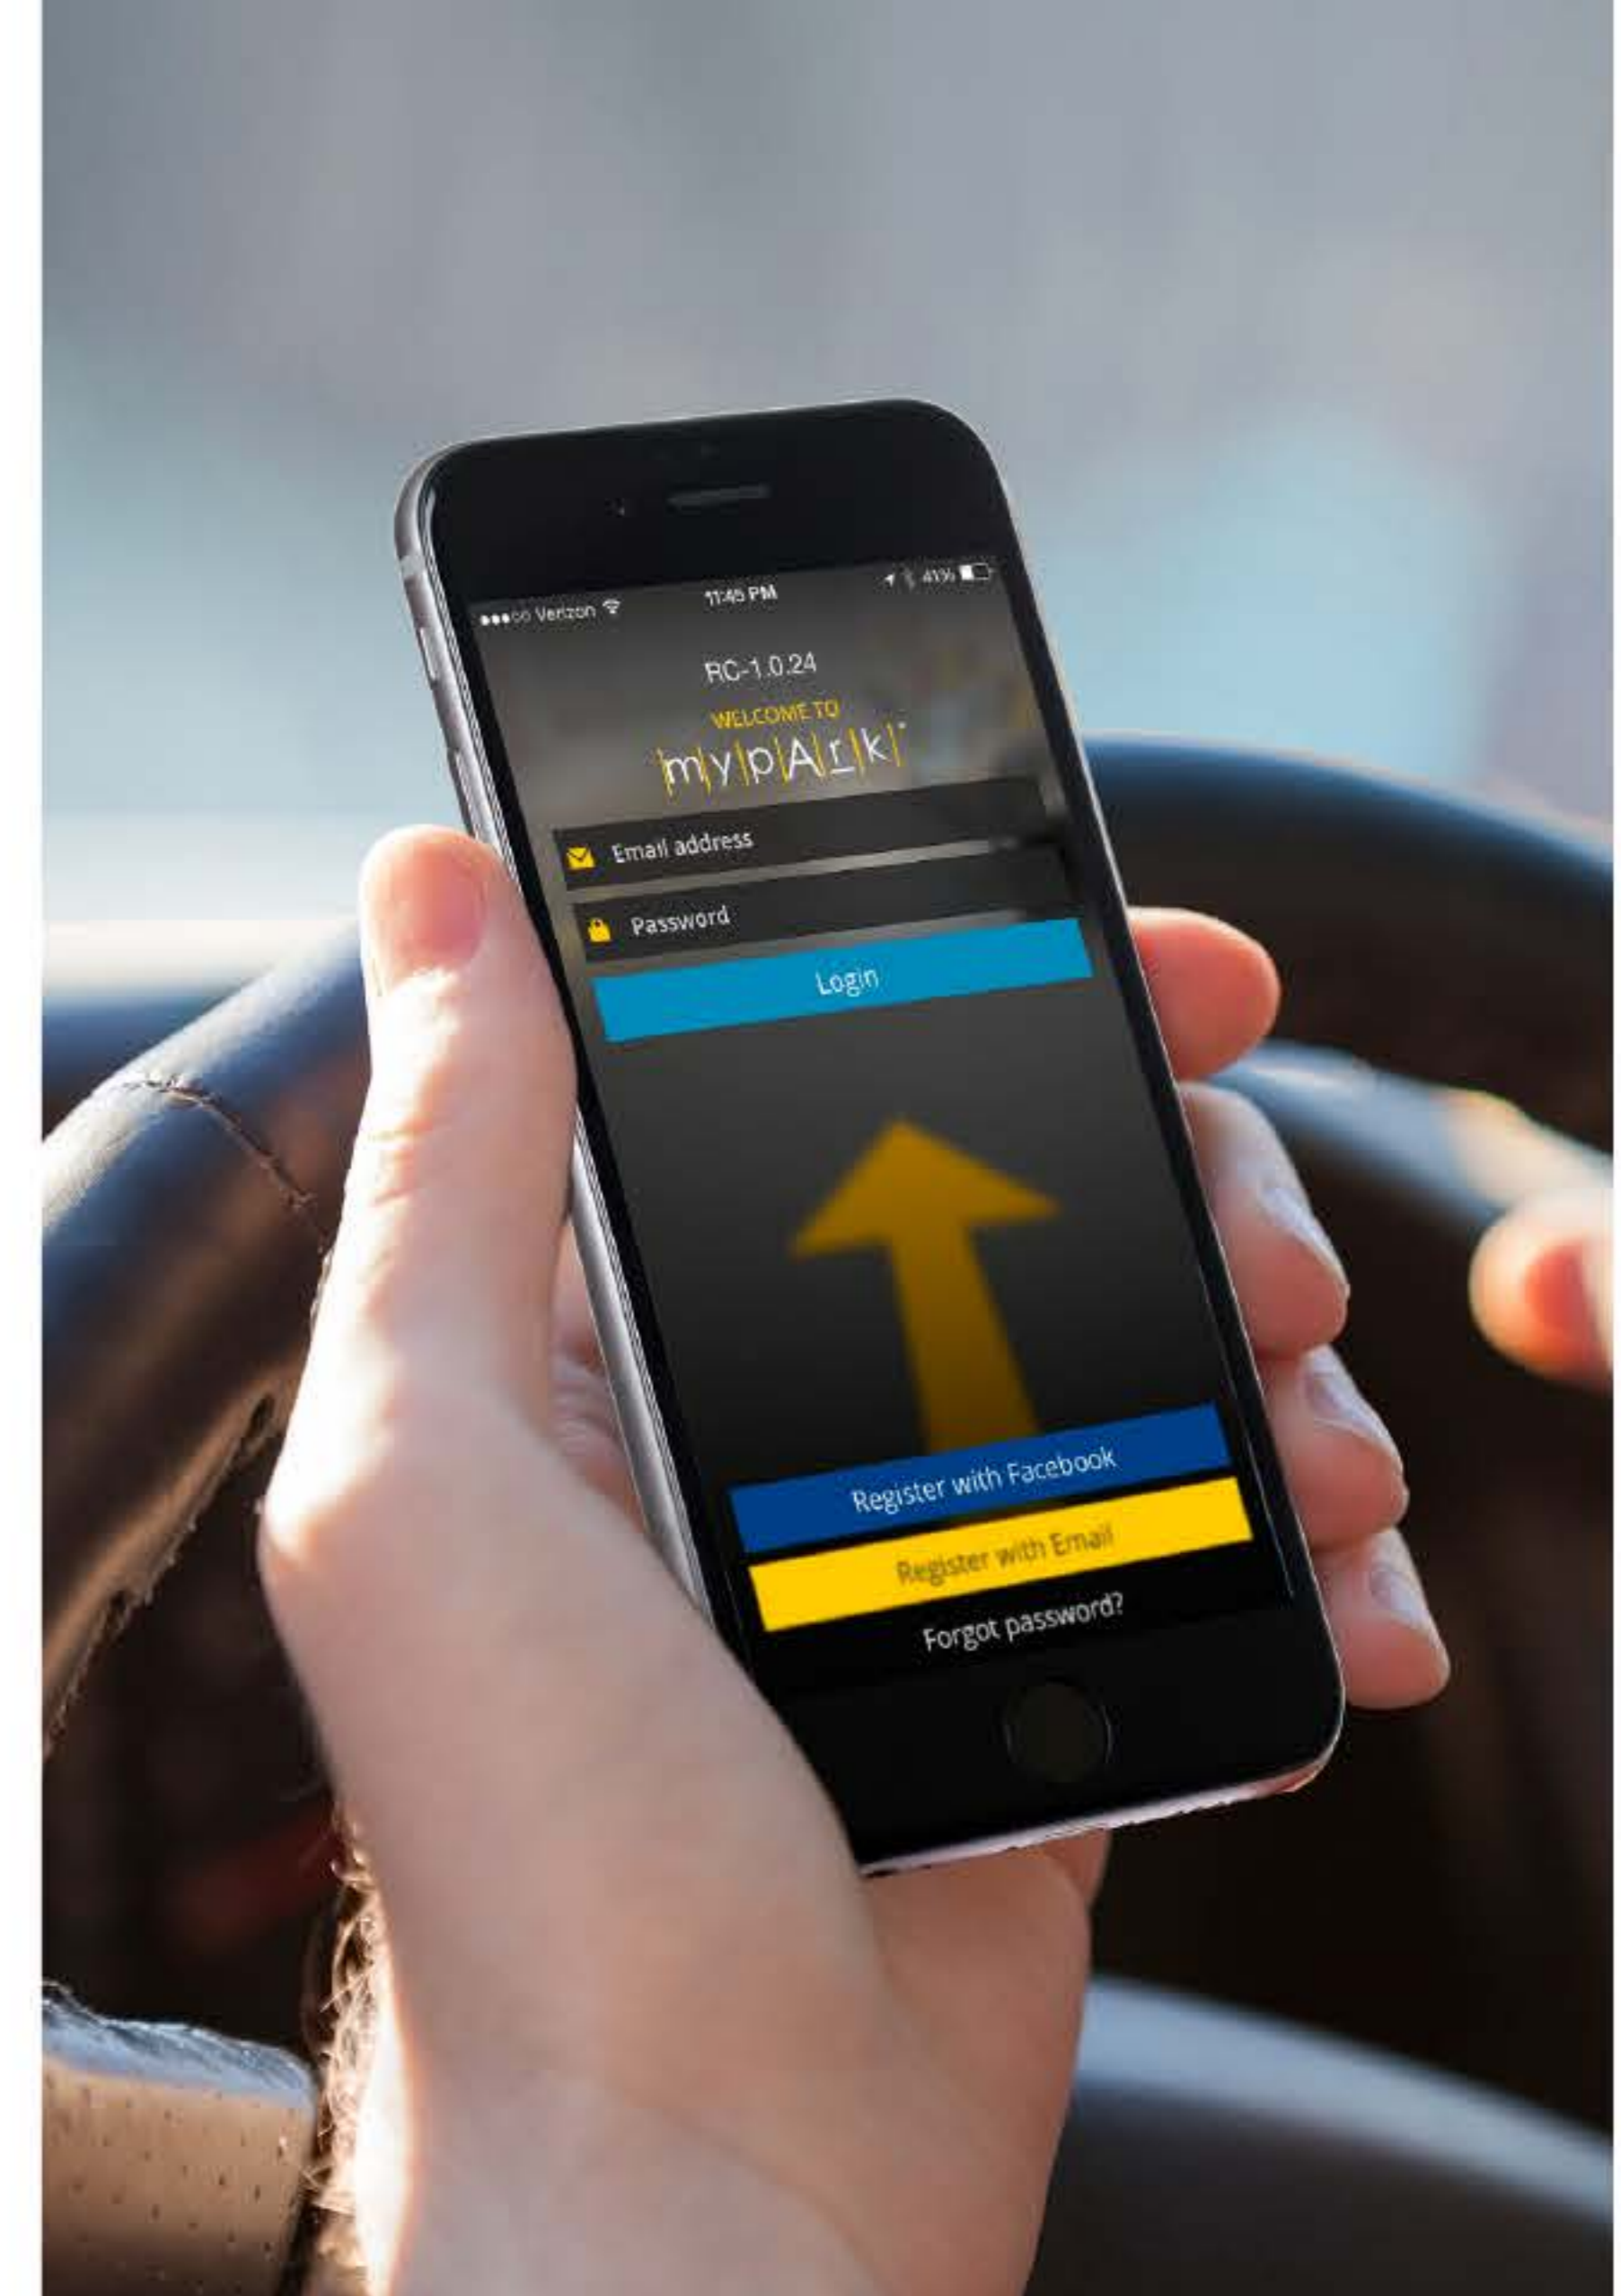 Verizon 11:45 PM 41%
RC-1.0.24
WELCOME TO
|m|y|p|A|r|k|
Email address
Password
Login
Register with Facebook
Register with Email
Forgot password?